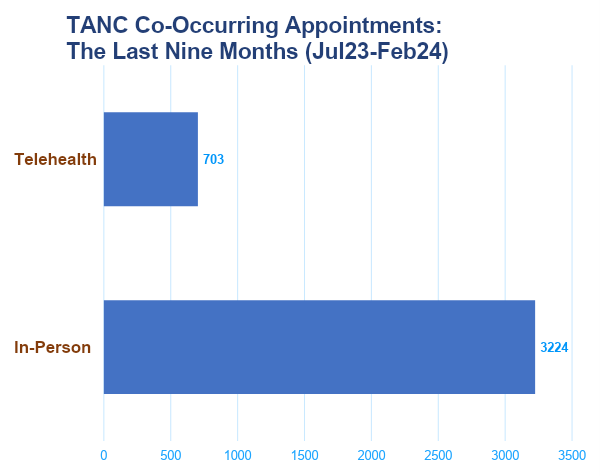 TANC Co-Occurring Appointments:
The Last Nine Months (Jul23-Feb24)
Telehealth
703
In-Person
3224
0 500 1000 1500 2000 2500 3000 3500